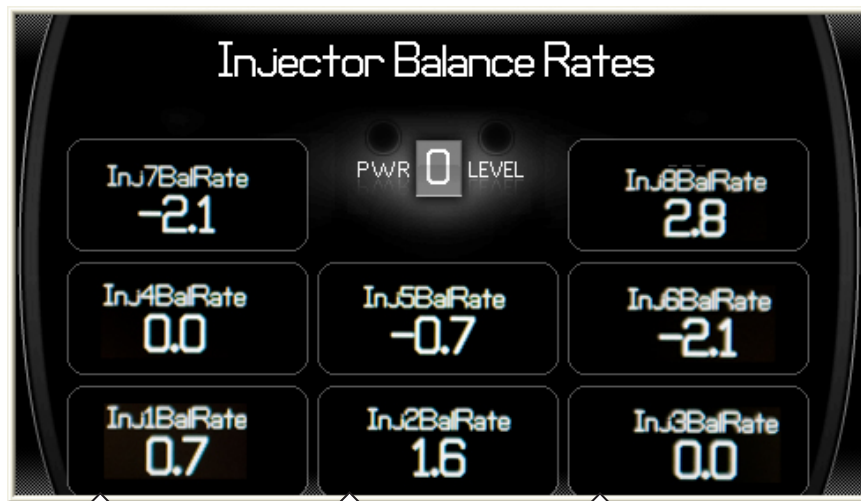 Injector Balance Rates
PWR 0 LEVEL
Inj7BalRate
-2.1
Inj8BalRate
2.8
Inj4BalRate
0.0
Inj5BalRate
-0.7
Inj6BalRate
-2.1
Inj1BalRate
0.7
Inj2BalRate
1.6
Inj3BalRate
0.0